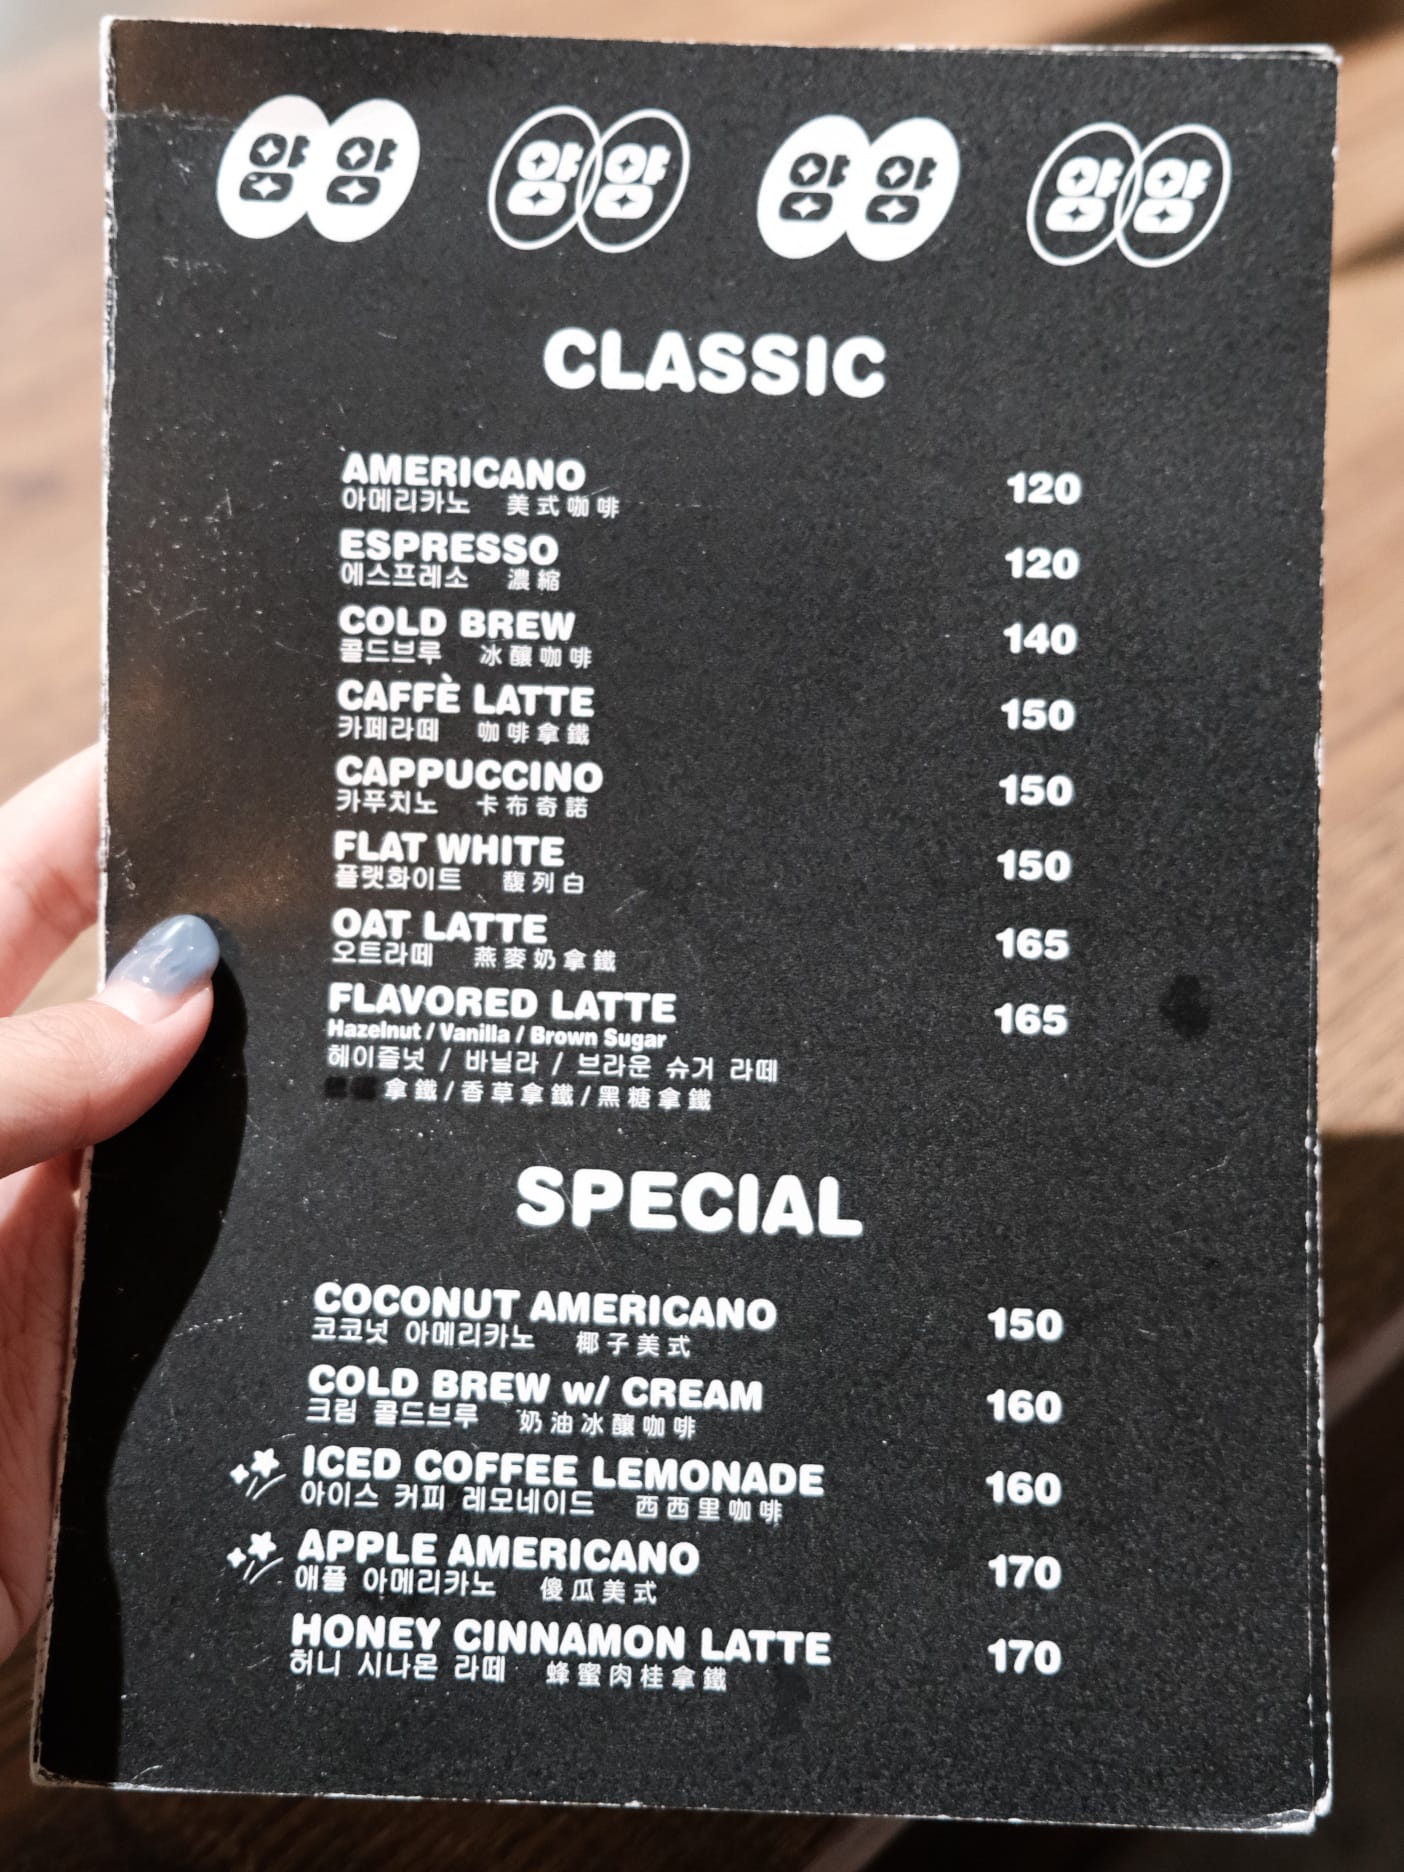 얌얌 얌얌 얌얌 얌얌
CLASSIC
AMERICANO 120
아메리카노 美式咖啡
ESPRESSO 120
에스프레소 濃縮
COLD BREW 140
콜드브루 冰釀咖啡
CAFFÈ LATTE 150
카페라떼 咖啡拿鐵
CAPPUCCINO 150
카푸치노 卡布奇諾
FLAT WHITE 150
플랫화이트 馥列白
OAT LATTE 165
오트라떼 燕麥奶拿鐵
FLAVORED LATTE 165
Hazelnut / Vanilla / Brown Sugar
헤이즐넛 / 바닐라 / 브라운 슈거 라떼
拿鐵/香草拿鐵/黑糖拿鐵
SPECIAL
COCONUT AMERICANO 150
코코넛 아메리카노 椰子美式
COLD BREW w/ CREAM 160
크림 콜드브루 奶油冰釀咖啡
ICED COFFEE LEMONADE 160
아이스 커피 레모네이드 西西里咖啡
APPLE AMERICANO 170
애플 아메리카노 傻瓜美式
HONEY CINNAMON LATTE 170
허니 시나몬 라떼 蜂蜜肉桂拿鐵